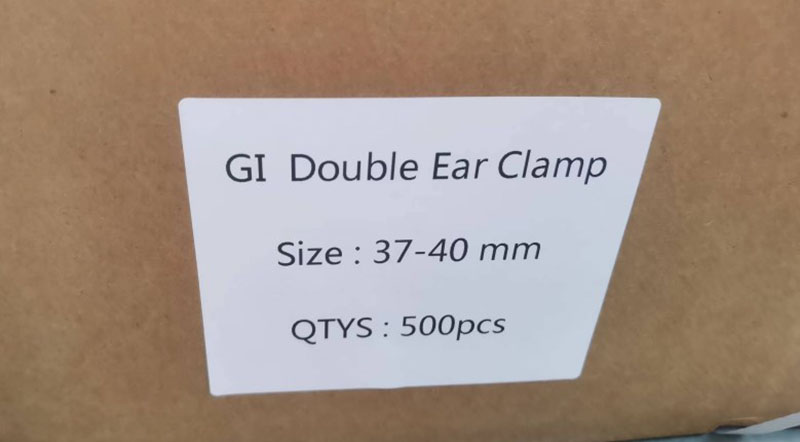 GI Double Ear Clamp
Size : 37-40 mm
QTYS : 500pcs